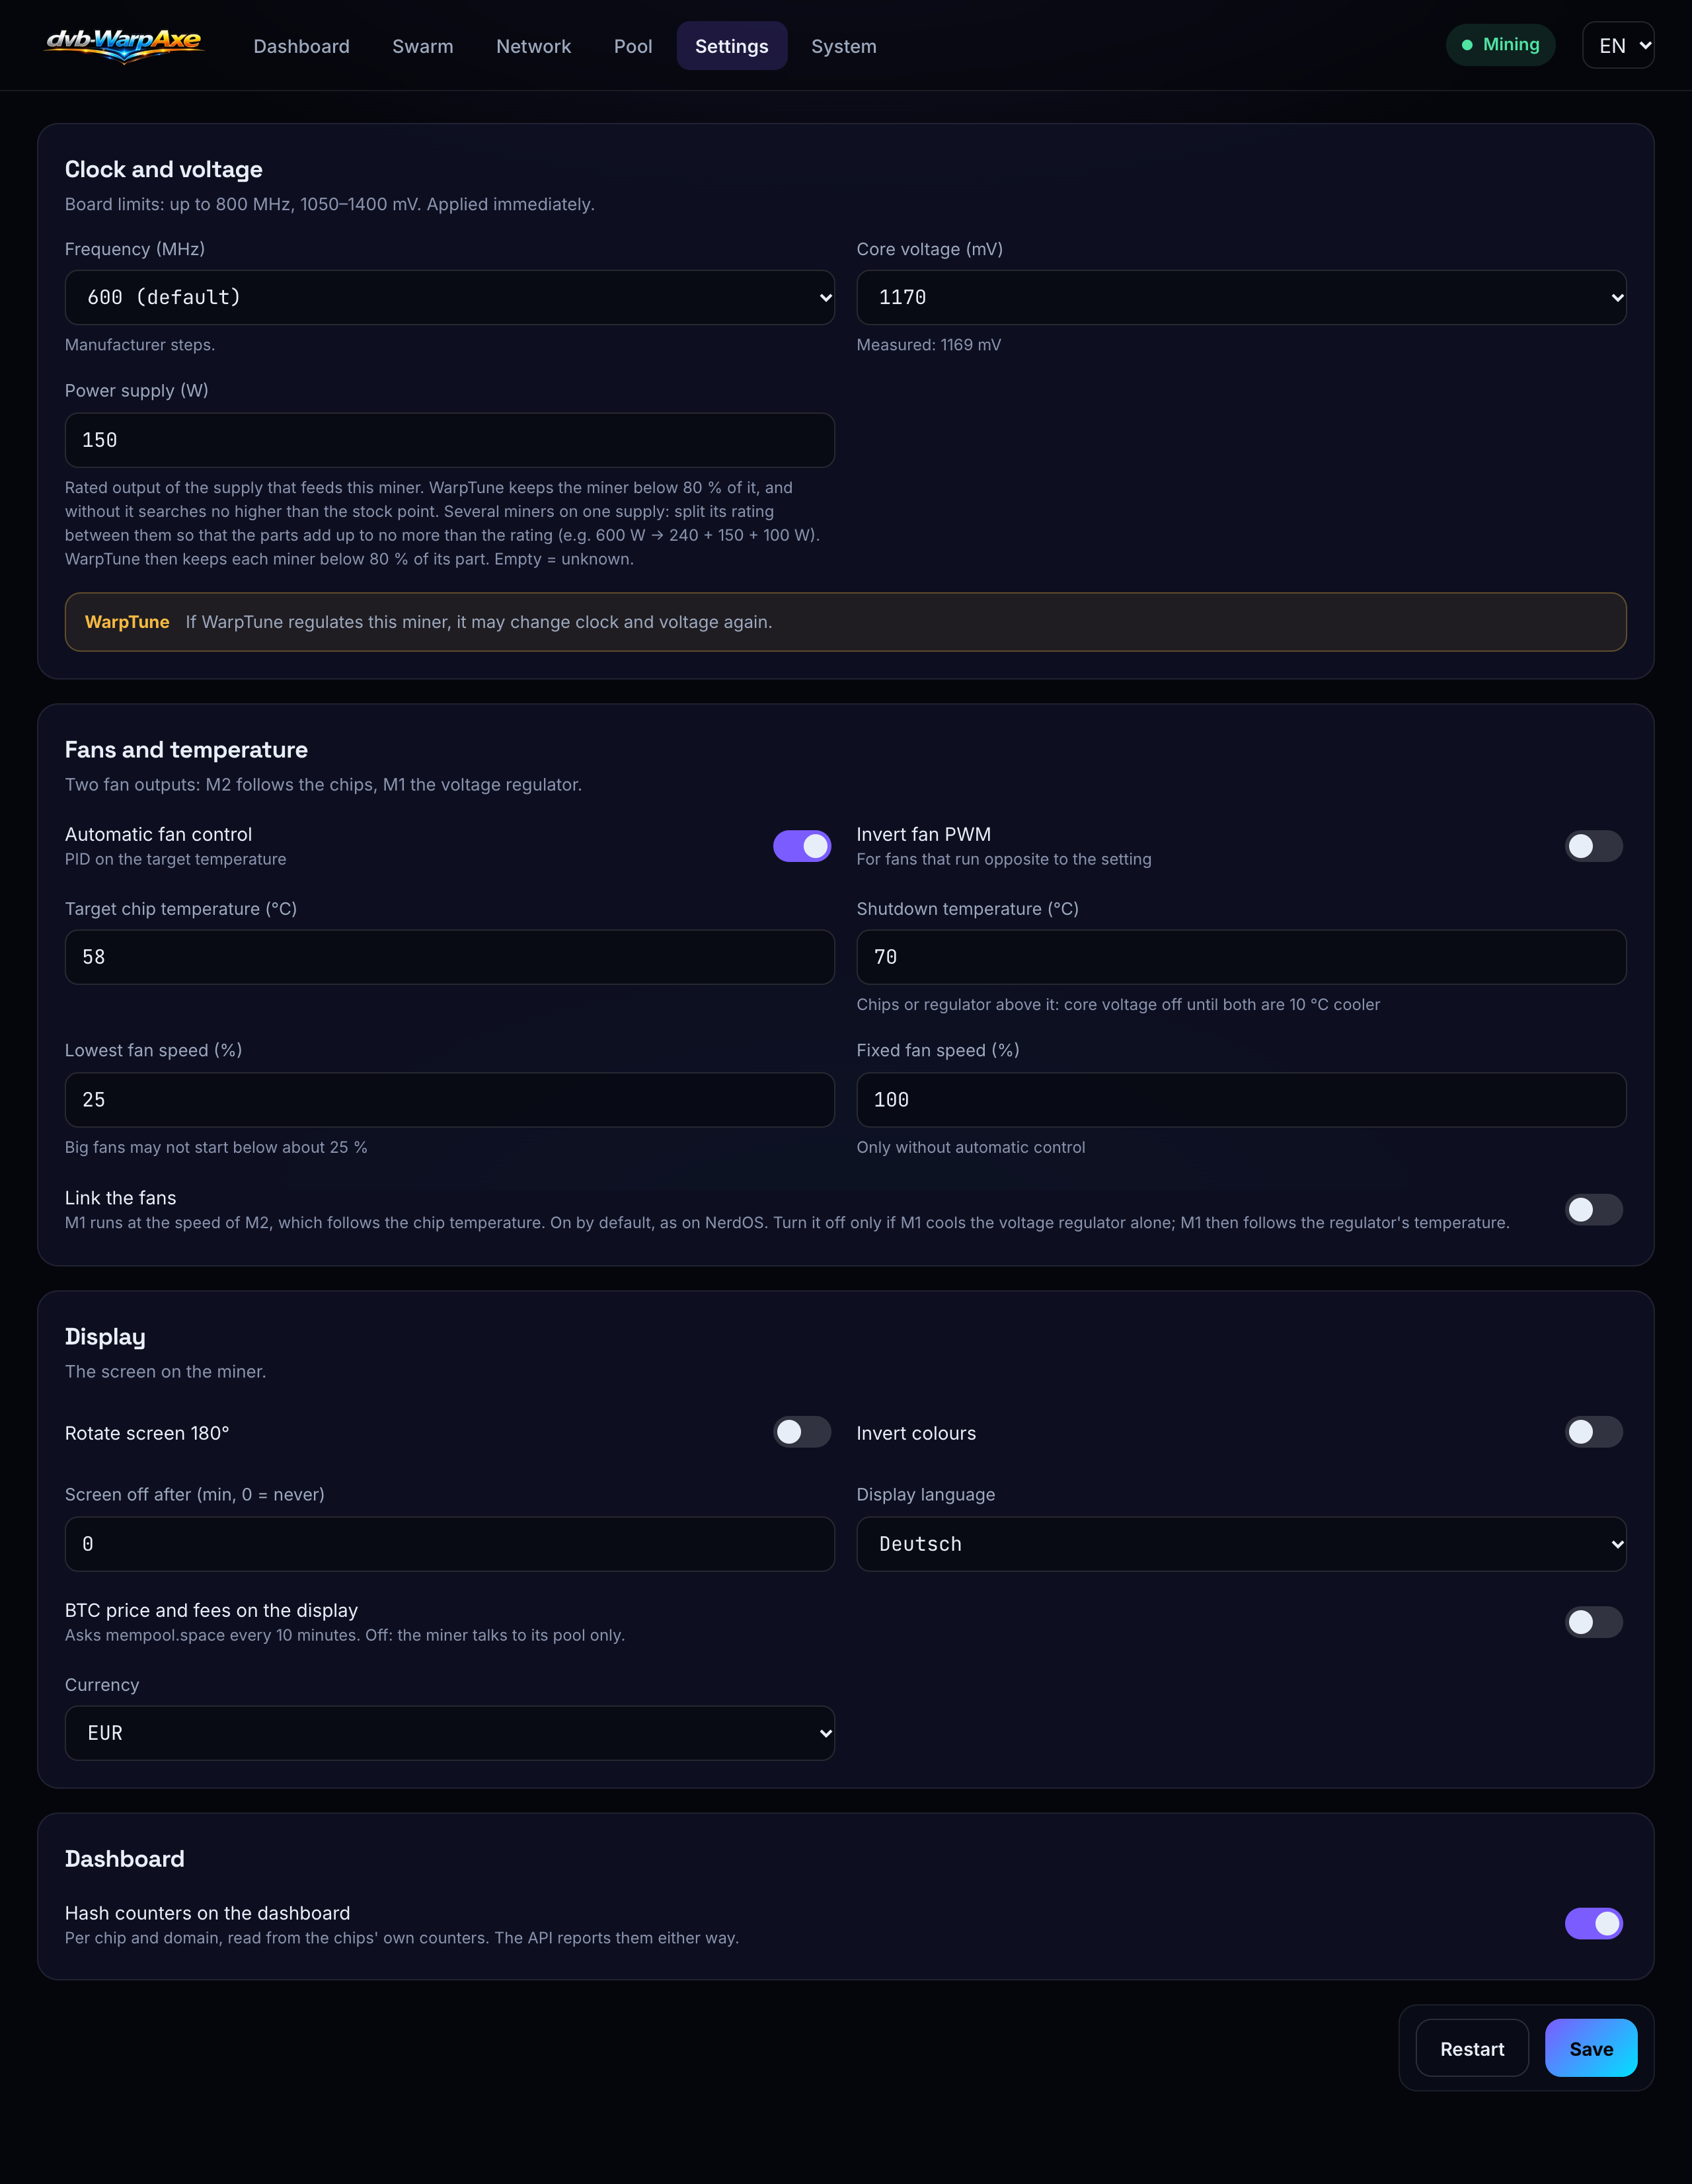 dvb-WarpAxe
Dashboard
Swarm
Network
Pool
Settings
System
Mining
EN
Clock and voltage
Board limits: up to 800 MHz, 1050–1400 mV. Applied immediately.
Frequency (MHz)
Core voltage (mV)
600 (default)
1170
Manufacturer steps.
Measured: 1169 mV
Power supply (W)
150
Rated output of the supply that feeds this miner. WarpTune keeps the miner below 80 % of it, and
without it searches no higher than the stock point. Several miners on one supply: split its rating
between them so that the parts add up to no more than the rating (e.g. 600 W → 240 + 150 + 100 W).
WarpTune then keeps each miner below 80 % of its part. Empty = unknown.
WarpTune If WarpTune regulates this miner, it may change clock and voltage again.
Fans and temperature
Two fan outputs: M2 follows the chips, M1 the voltage regulator.
Automatic fan control
PID on the target temperature
Invert fan PWM
For fans that run opposite to the setting
Target chip temperature (°C)
Shutdown temperature (°C)
58
70
Chips or regulator above it: core voltage off until both are 10 °C cooler
Lowest fan speed (%)
Fixed fan speed (%)
25
100
Big fans may not start below about 25 %
Only without automatic control
Link the fans
M1 runs at the speed of M2, which follows the chip temperature. On by default, as on NerdOS. Turn it off only if M1 cools the voltage regulator alone; M1 then follows the regulator's temperature.
Display
The screen on the miner.
Rotate screen 180°
Invert colours
Screen off after (min, 0 = never)
Display language
0
Deutsch
BTC price and fees on the display
Asks mempool.space every 10 minutes. Off: the miner talks to its pool only.
Currency
EUR
Dashboard
Hash counters on the dashboard
Per chip and domain, read from the chips' own counters. The API reports them either way.
Restart
Save